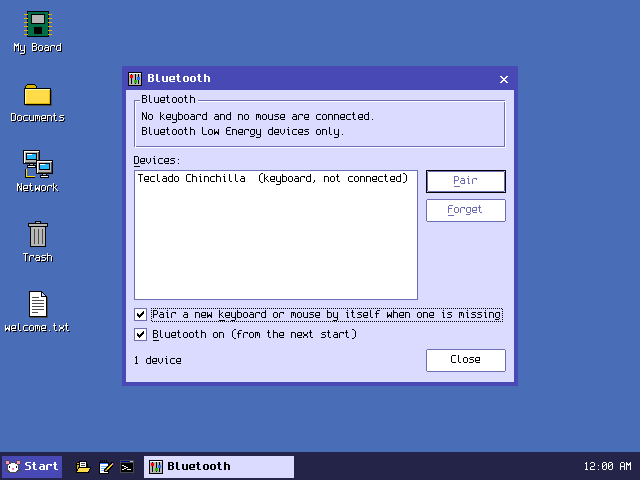 My Board
Documents
Network
Trash
welcome.txt
Bluetooth
Bluetooth
No keyboard and no mouse are connected.
Bluetooth Low Energy devices only.
Devices:
Teclado Chinchilla (keyboard, not connected)
Pair
Forget
Pair a new keyboard or mouse by itself when one is missing
Bluetooth on (from the next start)
1 device
Close
Start
Bluetooth
12:00 AM